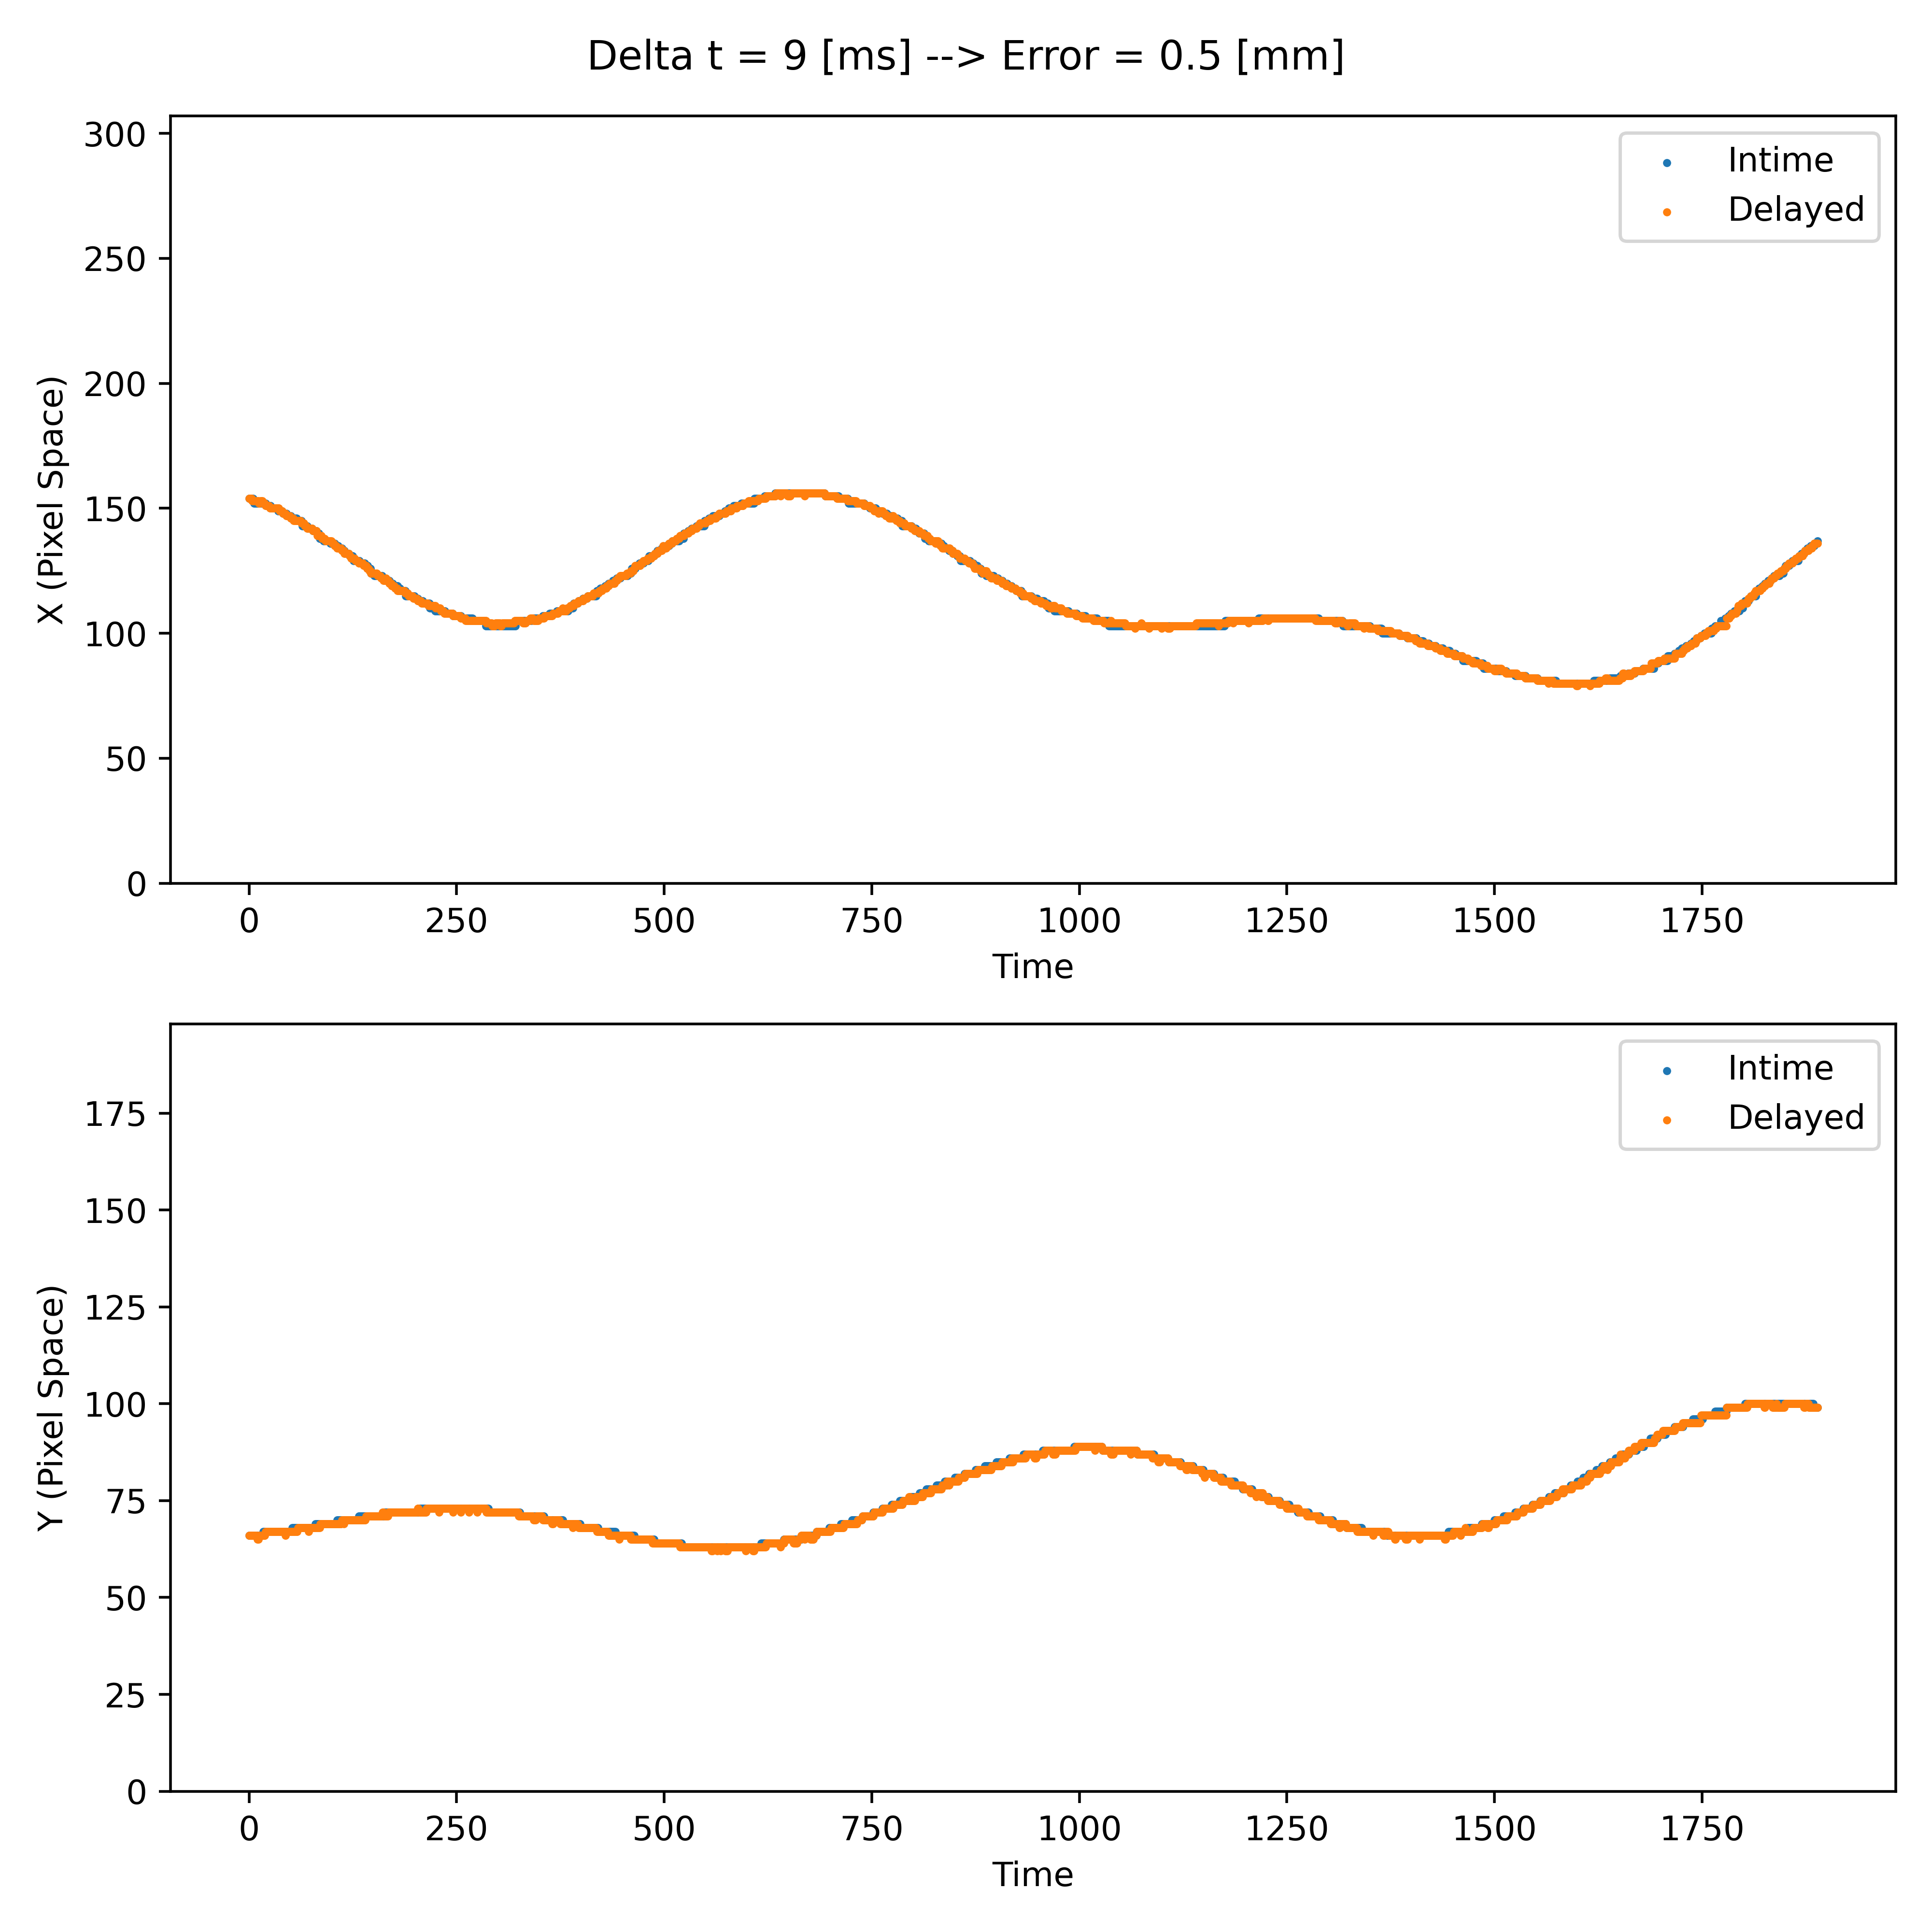 Delta t = 9 [ms] --> Error = 0.5 [mm]
300
250
200
150
100
50
0
X (Pixel Space)
Intime
Delayed
0 250 500 750 1000 1250 1500 1750
Time
175
150
125
100
75
50
25
0
Y (Pixel Space)
Intime
Delayed
0 250 500 750 1000 1250 1500 1750
Time